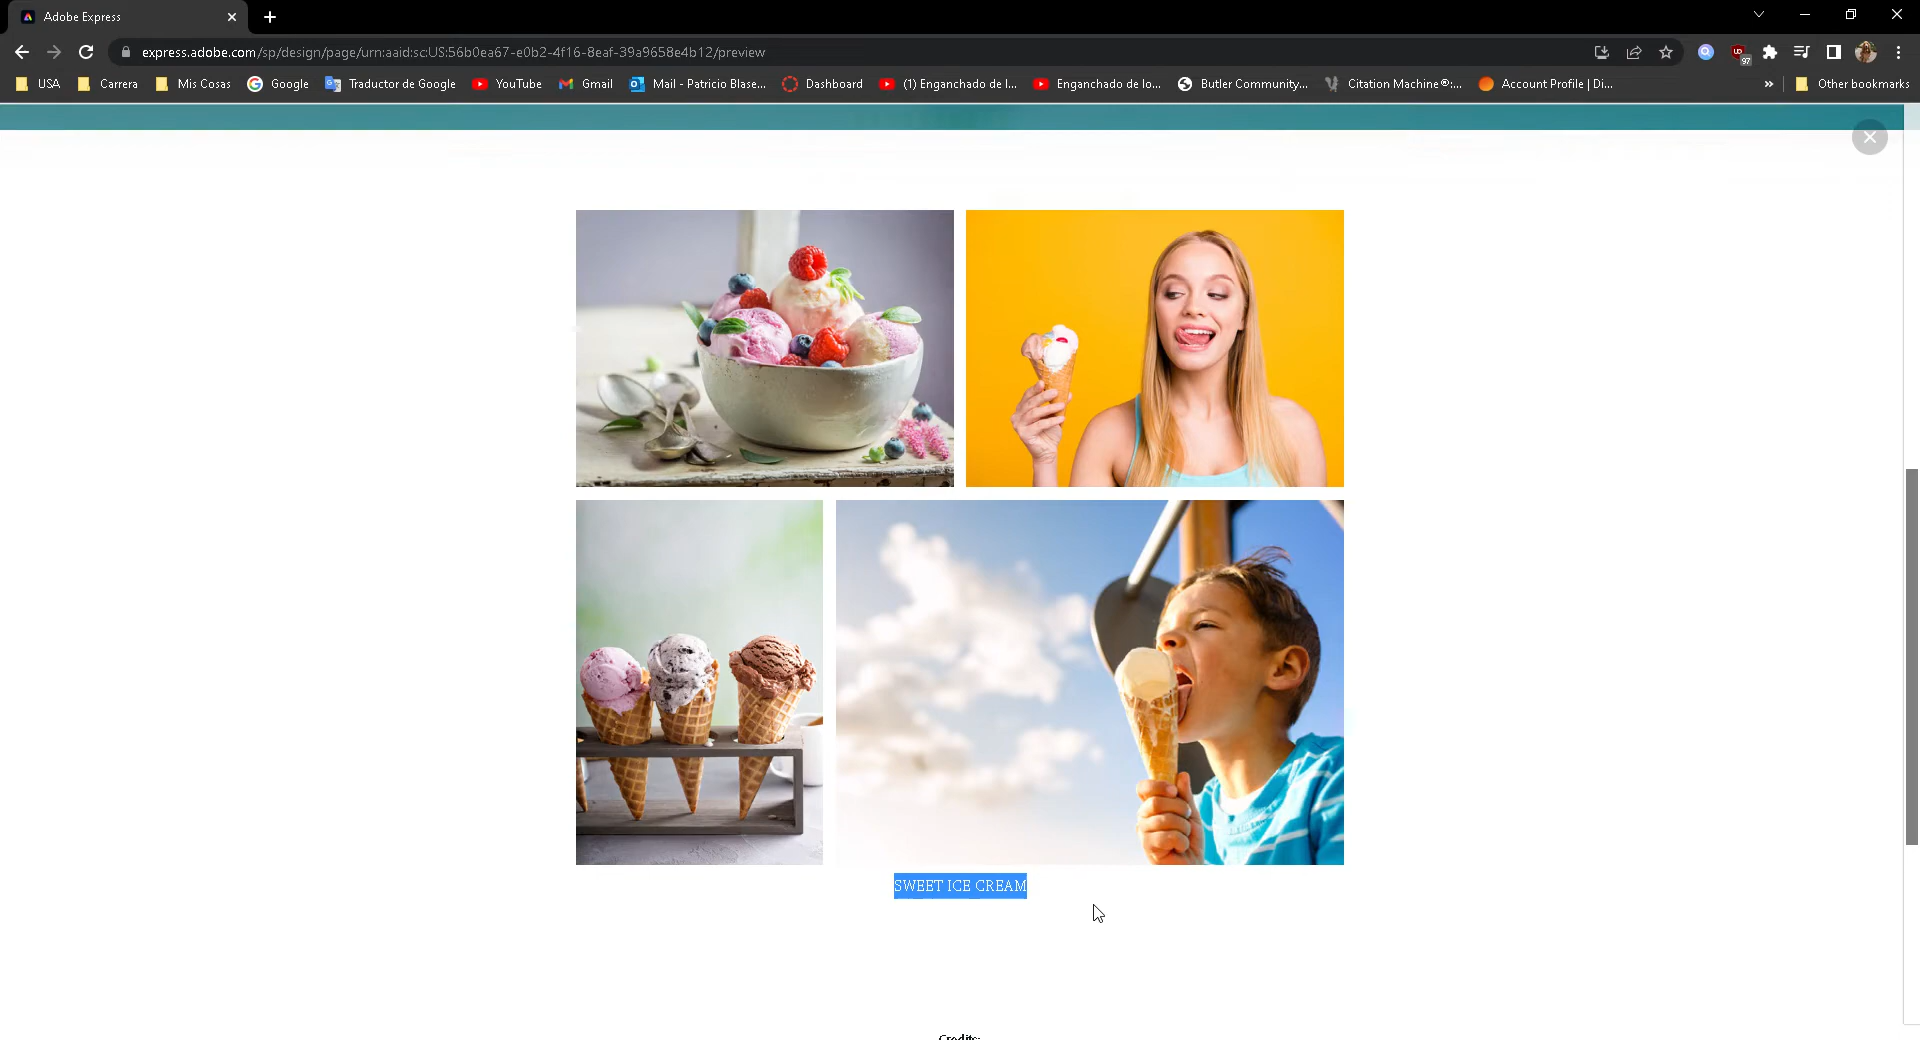 Adobe Express
express.adobe.com/sp/design/page/urn:aaid:sc:US:56b0ea67-e0b2-4f16-8eaf-39a9658e4b12/preview
97
USA
Carrera
Mis Cosas
Google
Traductor de Google
YouTube
Gmail
Mail - Patricio Blase...
Dashboard
(1) Enganchado de l...
Enganchado de lo...
Butler Community...
Citation Machine®:...
Account Profile | Di...
»
Other bookmarks
SWEET ICE CREAM
Credits: